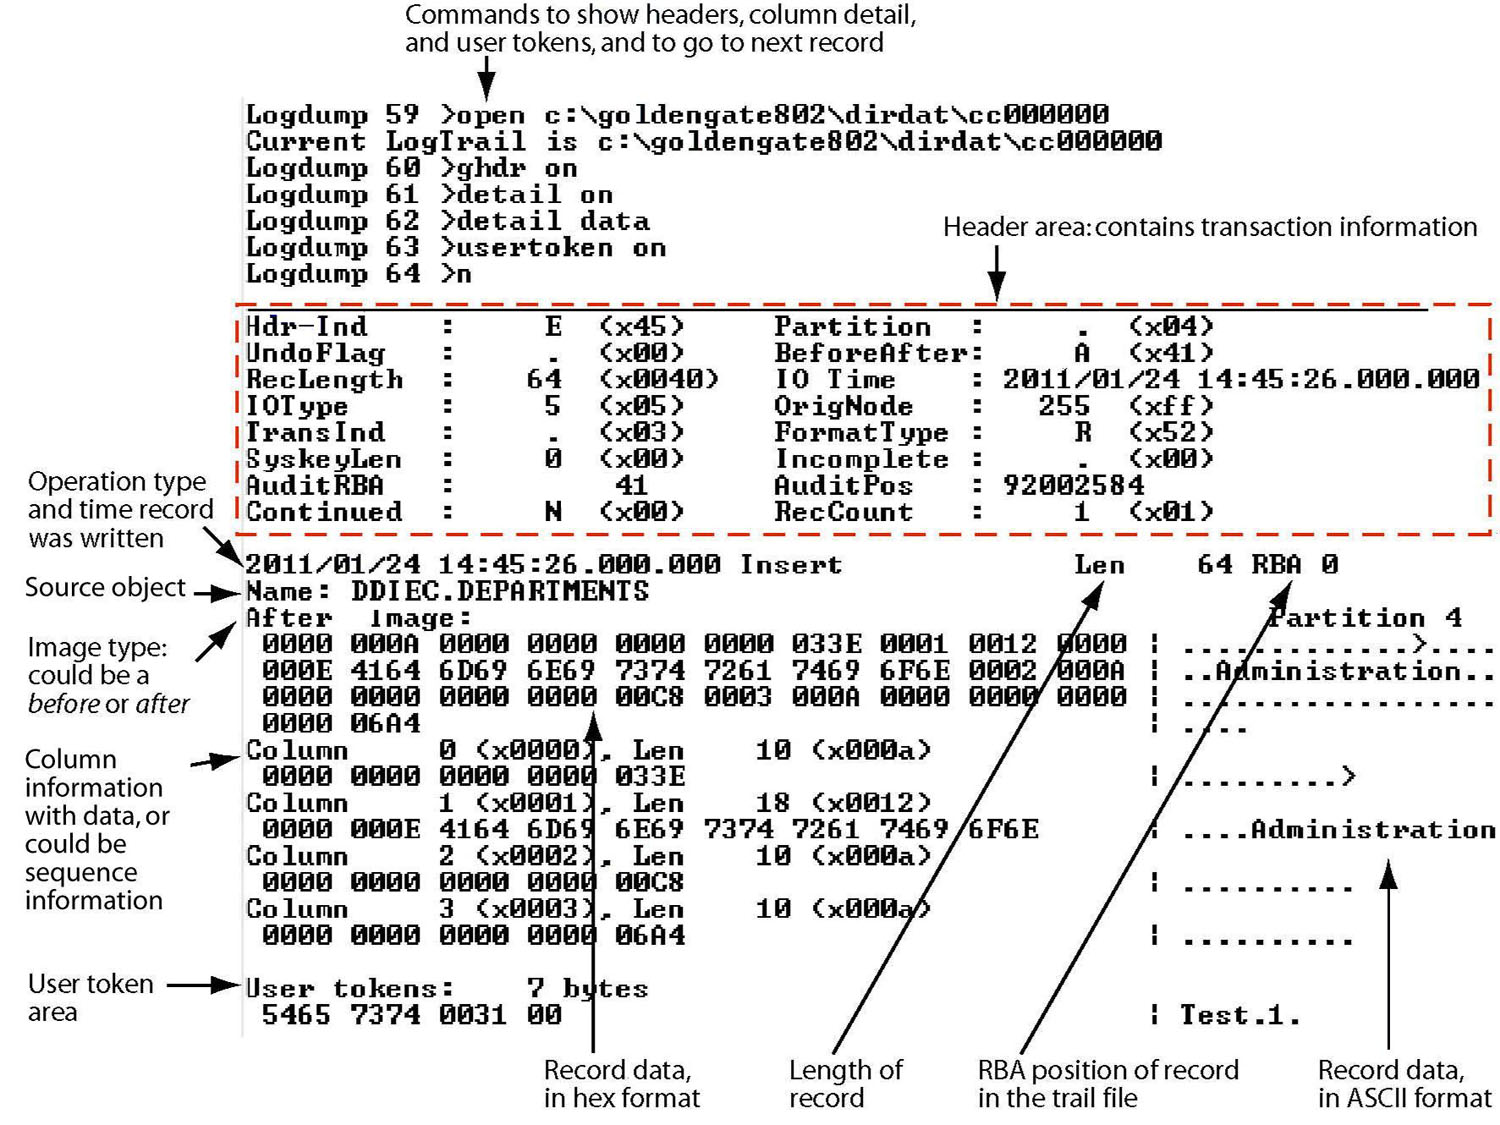 Commands to show headers, column detail,
and user tokens, and to go to next record
Logdump 59 >open c:\goldengate802\dirdat\cc000000
Current LogTrail is c:\goldengate802\dirdat\cc000000
Logdump 60 >ghdr on
Logdump 61 >detail on
Logdump 62 >detail data
Logdump 63 >usertoken on
Logdump 64 >n
Header area: contains transaction information
Hdr-Ind : E (x45) Partition : . (x04)
UndoFlag : . (x00) BeforeAfter: A (x41)
RecLength : 64 (x0040) IO Time : 2011/01/24 14:45:26.000.000
IOType : 5 (x05) OrigNode : 255 (xff)
TransInd : . (x03) FormatType : R (x52)
SyskeyLen : 0 (x00) Incomplete : . (x00)
AuditRBA : 41 AuditPos : 92002584
Continued : N (x00) RecCount : 1 (x01)
Operation type
and time record
was written
2011/01/24 14:45:26.000.000 Insert Len 64 RBA 0
Source object
Name: DDIEC.DEPARTMENTS
After Image: Partition 4
Image type:
could be a
before or after
0000 000A 0000 0000 0000 0000 033E 0001 0012 0000 | .............>....
000E 4164 6D69 6E69 7374 7261 7469 6F6E 0002 000A | ..Administration..
0000 0000 0000 0000 00C8 0003 000A 0000 0000 0000 | ..................
0000 06A4 | ....
Column
information
with data, or
could be
sequence
information
Column 0 (x0000), Len 10 (x000a)
0000 0000 0000 0000 033E | .........>
Column 1 (x0001), Len 18 (x0012)
0000 000E 4164 6D69 6E69 7374 7261 7469 6F6E | ....Administration
Column 2 (x0002), Len 10 (x000a)
0000 0000 0000 0000 00C8 | ..........
Column 3 (x0003), Len 10 (x000a)
0000 0000 0000 0000 06A4 | ..........
User token
area
User tokens: 7 bytes
5465 7374 0031 00 | Test.1.
Record data,
in hex format
Length of
record
RBA position of record
in the trail file
Record data,
in ASCII format